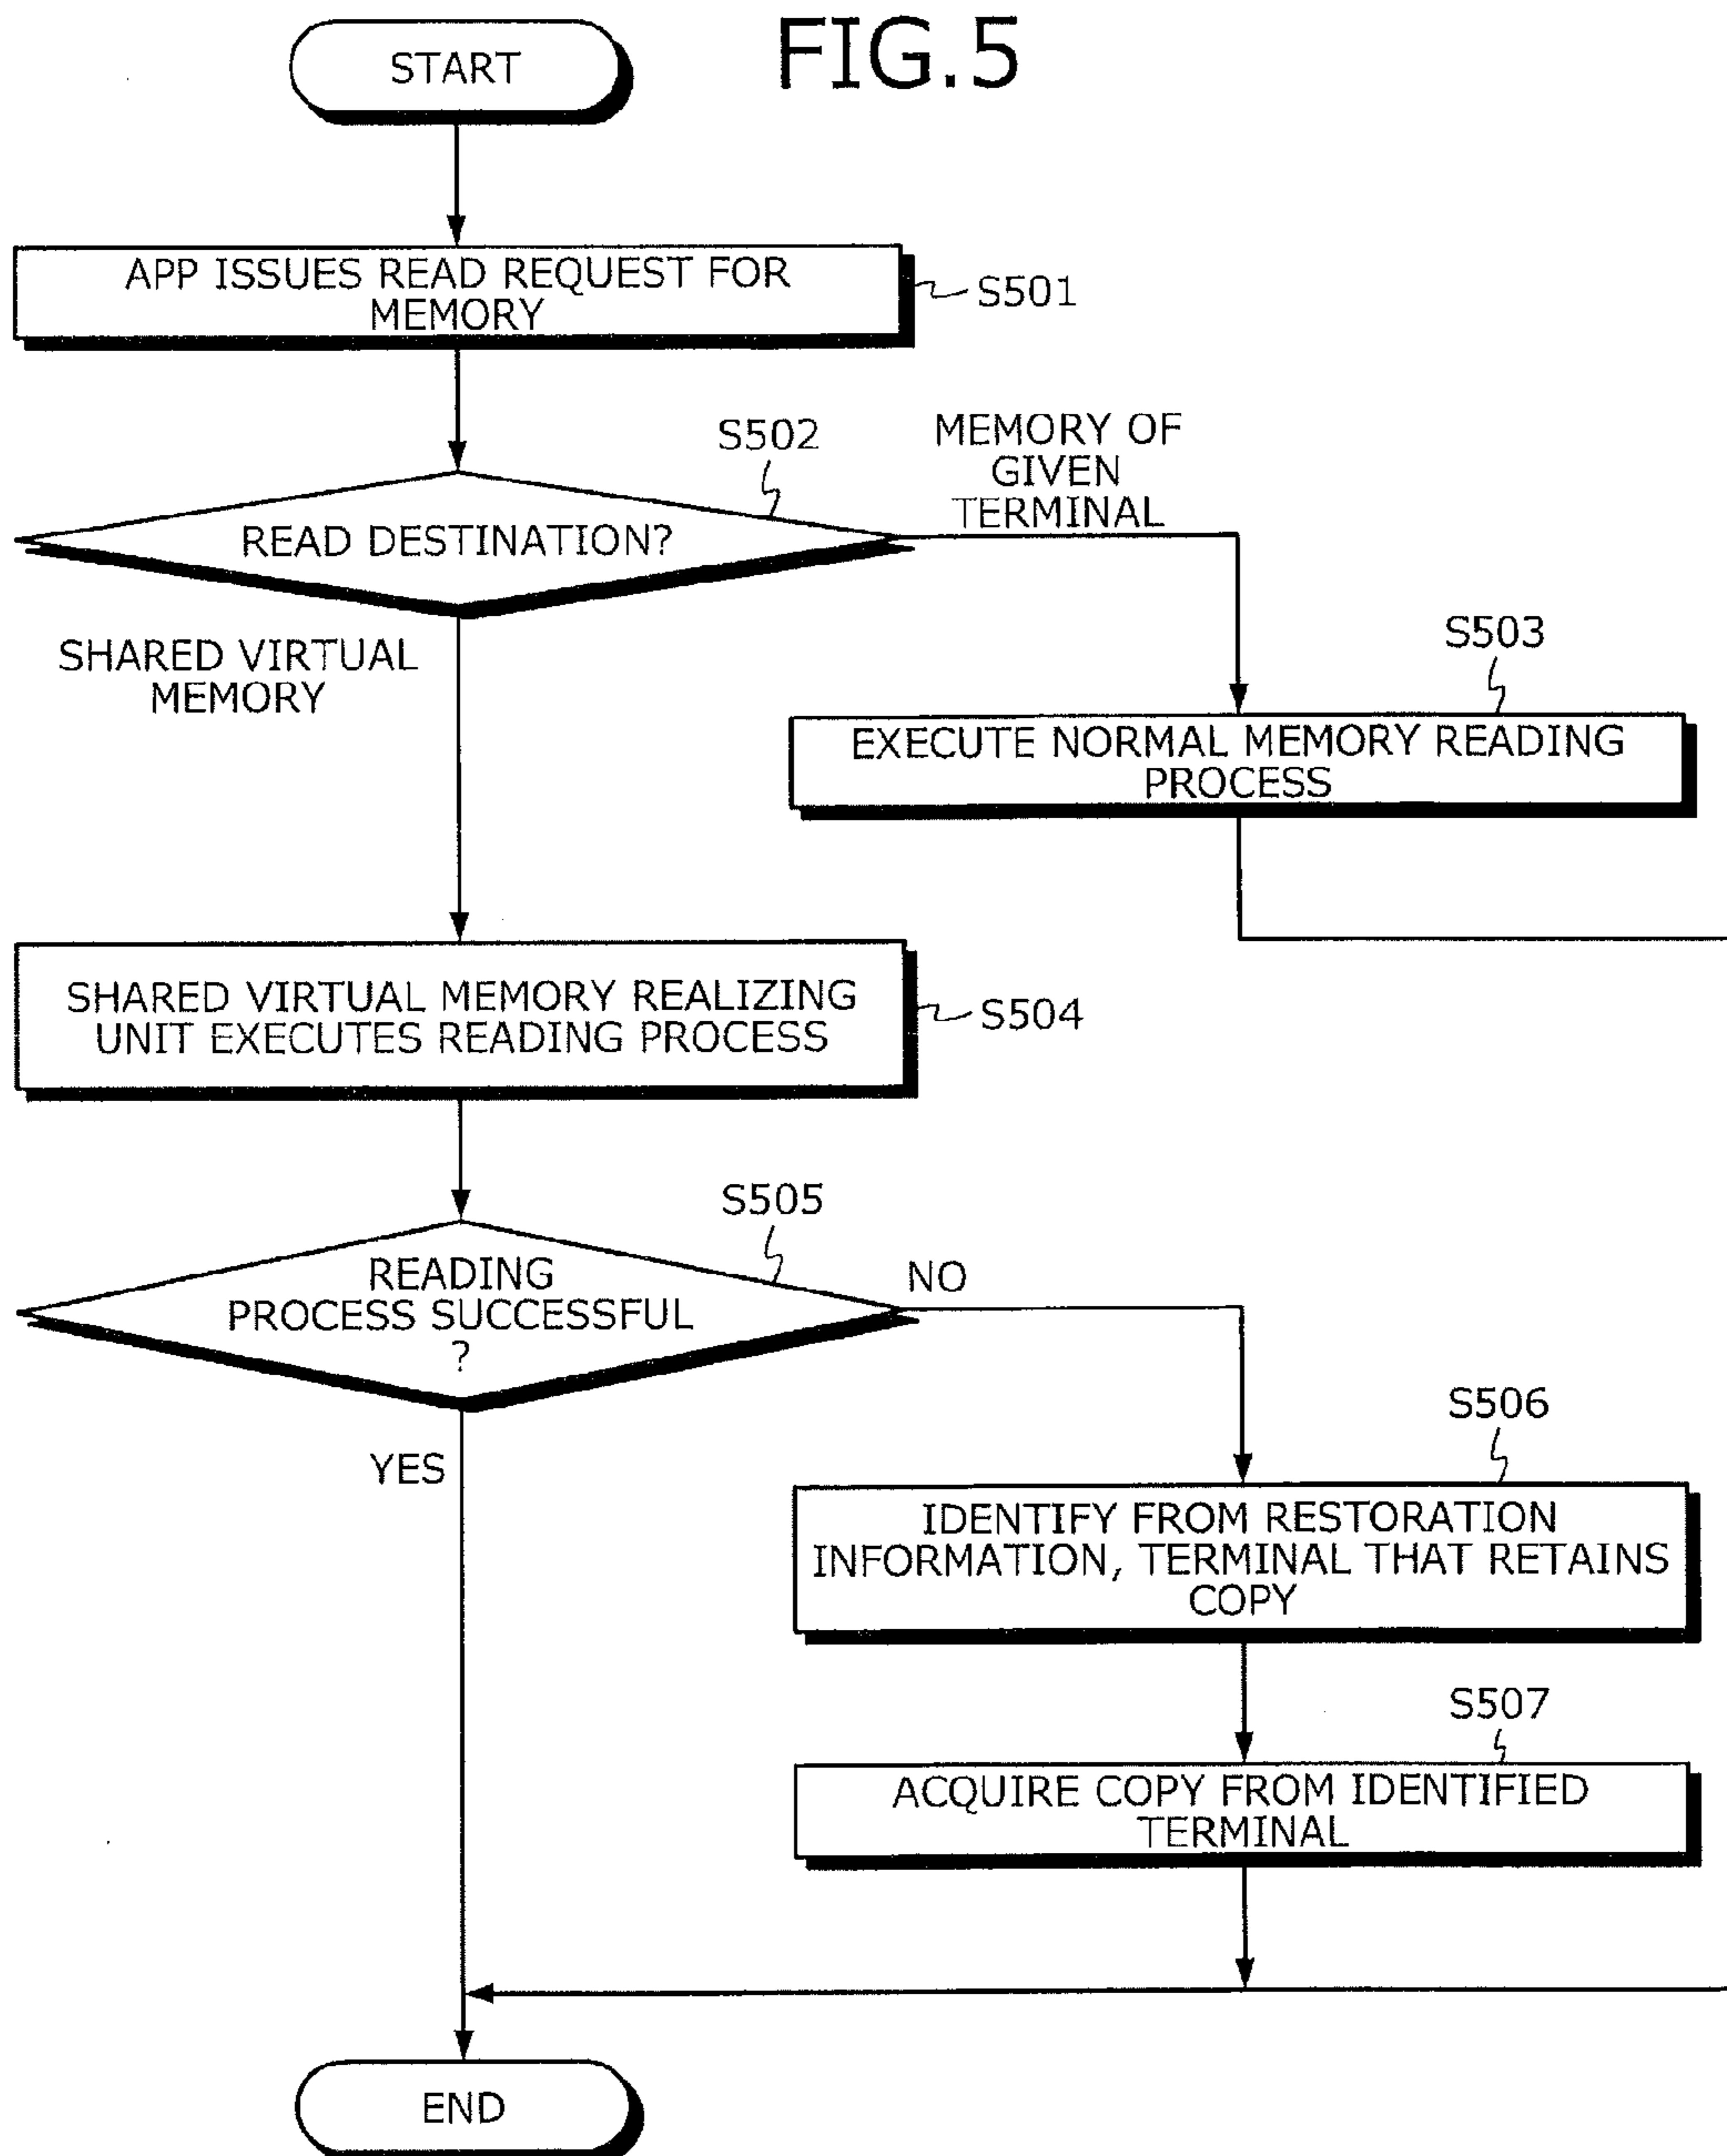 FIG.5
START
APP ISSUES READ REQUEST FOR
MEMORY
S501
S502
READ DESTINATION?
MEMORY OF
GIVEN
TERMINAL
SHARED VIRTUAL
MEMORY
S503
EXECUTE NORMAL MEMORY READING
PROCESS
SHARED VIRTUAL MEMORY REALIZING
UNIT EXECUTES READING PROCESS
S504
S505
READING
PROCESS SUCCESSFUL
?
NO
YES
S506
IDENTIFY FROM RESTORATION
INFORMATION, TERMINAL THAT RETAINS
COPY
S507
ACQUIRE COPY FROM IDENTIFIED
TERMINAL
END